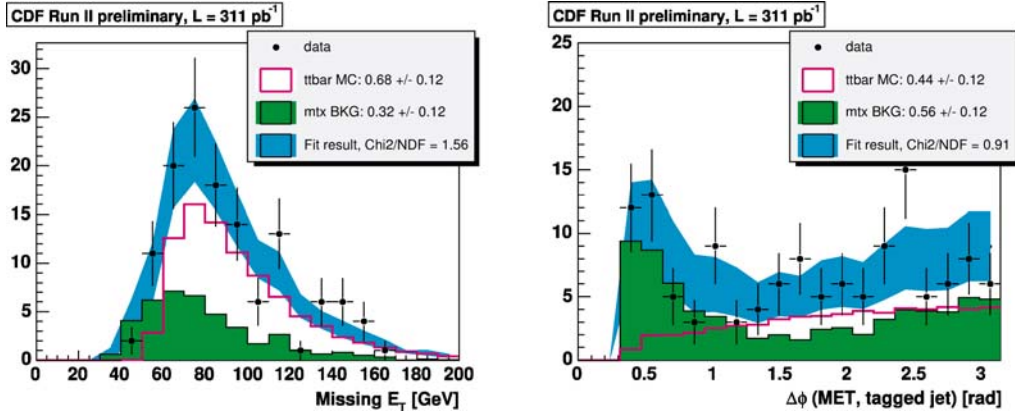 CDF Run II preliminary, L = 311 pb⁻¹
data
ttbar MC: 0.68 +/- 0.12
mtx BKG: 0.32 +/- 0.12
Fit result, Chi2/NDF = 1.56
30
25
20
15
10
5
0
0 20 40 60 80 100 120 140 160 180 200
Missing E_T [GeV]
CDF Run II preliminary, L = 311 pb⁻¹
data
ttbar MC: 0.44 +/- 0.12
mtx BKG: 0.56 +/- 0.12
Fit result, Chi2/NDF = 0.91
25
20
15
10
5
0
0 0.5 1 1.5 2 2.5 3
Δϕ (MET, tagged jet) [rad]